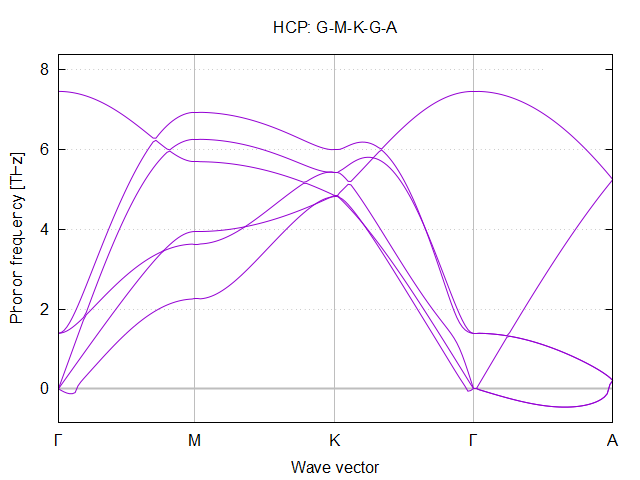 HCP: G-M-K-G-A
8
6
4
2
0
Phonon frequency [THz]
Γ M K Γ A
Wave vector